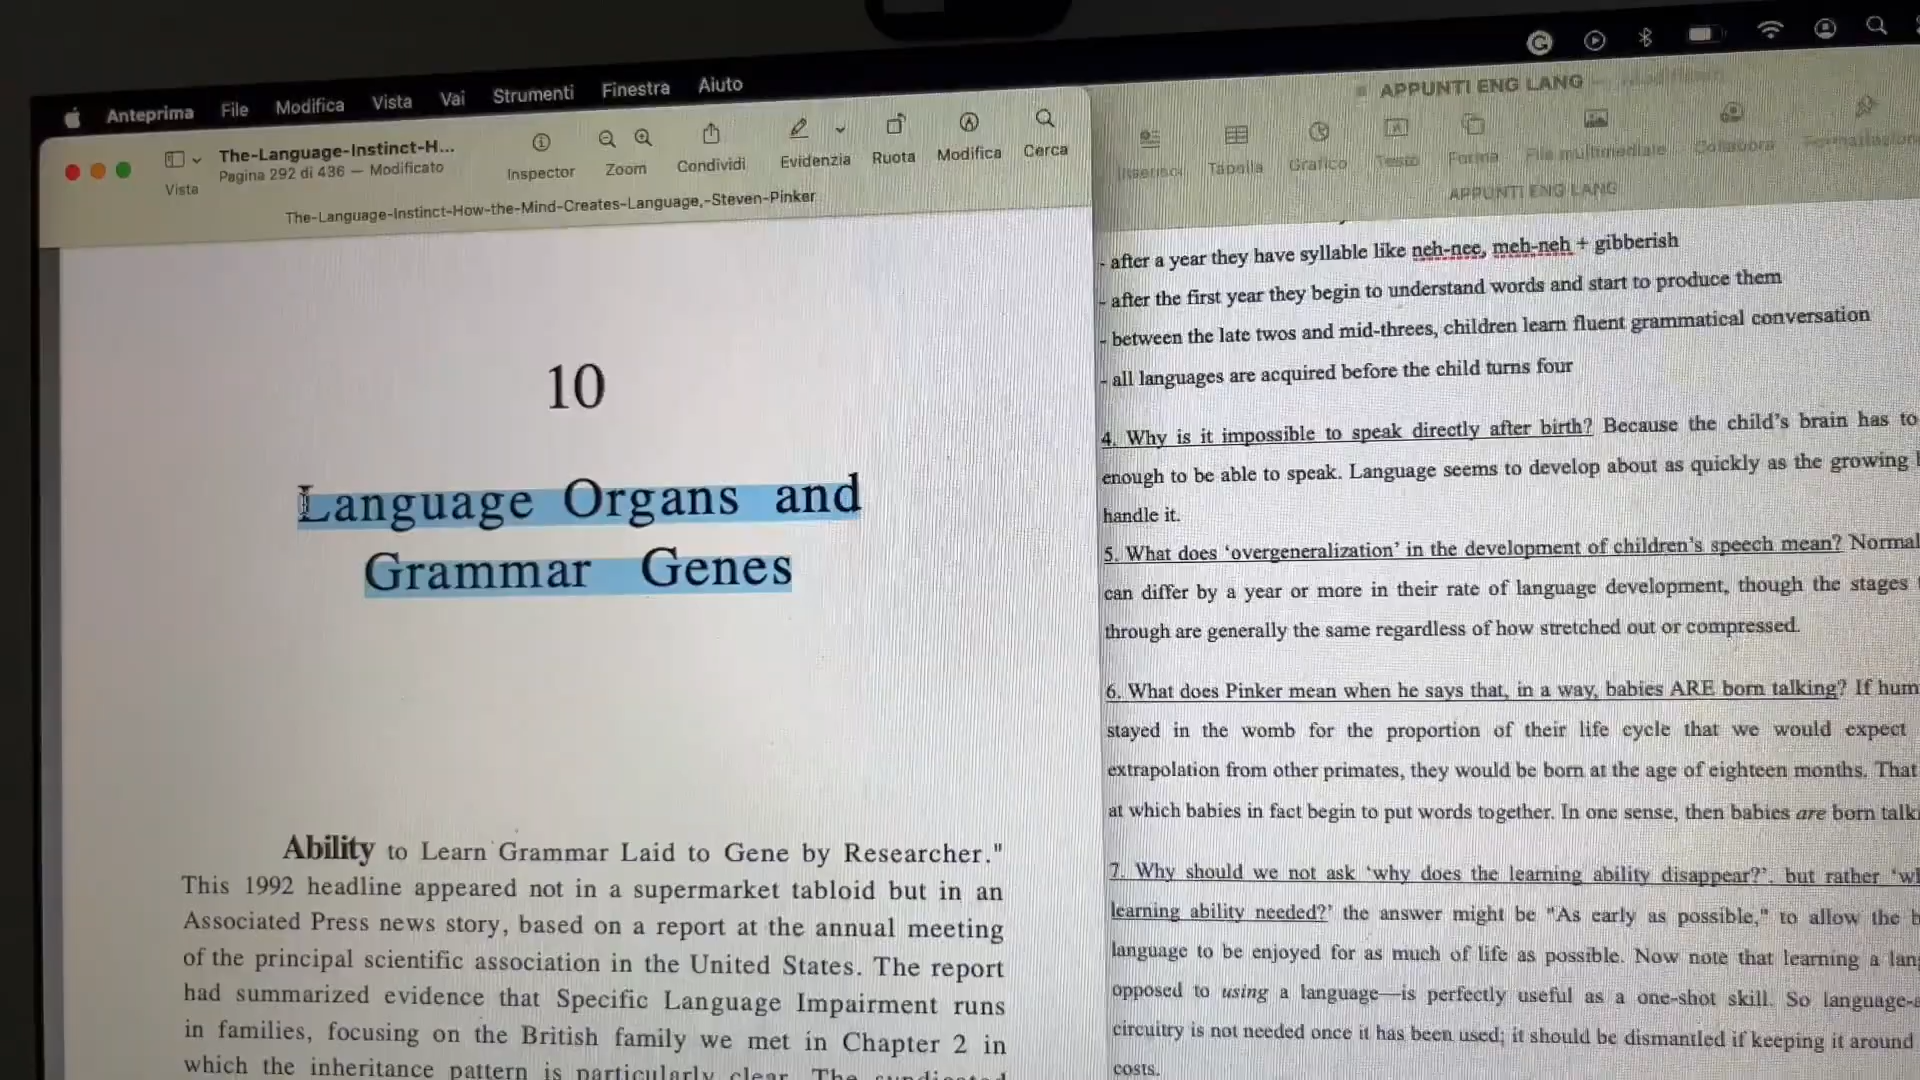 Anteprima File Modifica Vista Vai Strumenti Finestra Aiuto
The-Language-Instinct-H...
Pagina 292 di 436 — Modificato
Vista
Inspector Zoom Condividi Evidenzia Ruota Modifica Cerca
The-Language-Instinct-How-the-Mind-Creates-Language,-Steven-Pinker
10
Language Organs and
Grammar Genes
Ability to Learn Grammar Laid to Gene by Researcher."
This 1992 headline appeared not in a supermarket tabloid but in an
Associated Press news story, based on a report at the annual meeting
of the principal scientific association in the United States. The report
had summarized evidence that Specific Language Impairment runs
in families, focusing on the British family we met in Chapter 2 in
which the inheritance pattern is particularly clear. The
APPUNTI ENG LANG
Inserisci Tabella Grafico Testo Forma File multimediale Collabora
APPUNTI ENG LANG
- after a year they have syllable like neh-nee, meh-neh + gibberish
- after the first year they begin to understand words and start to produce them
- between the late twos and mid-threes, children learn fluent grammatical conversation
- all languages are acquired before the child turns four
4. Why is it impossible to speak directly after birth? Because the child's brain has to
enough to be able to speak. Language seems to develop about as quickly as the growing
handle it.
5. What does 'overgeneralization' in the development of children's speech mean? Normal
can differ by a year or more in their rate of language development, though the stages
through are generally the same regardless of how stretched out or compressed.
6. What does Pinker mean when he says that, in a way, babies ARE born talking? If hum
stayed in the womb for the proportion of their life cycle that we would expect
extrapolation from other primates, they would be born at the age of eighteen months. That
at which babies in fact begin to put words together. In one sense, then babies are born talk
7. Why should we not ask 'why does the learning ability disappear?', but rather
learning ability needed?' the answer might be "As early as possible," to allow the
language to be enjoyed for as much of life as possible. Now note that learning a lan
opposed to using a language—is perfectly useful as a one-shot skill. So language-
circuitry is not needed once it has been used; it should be dismantled if keeping it around
costs.